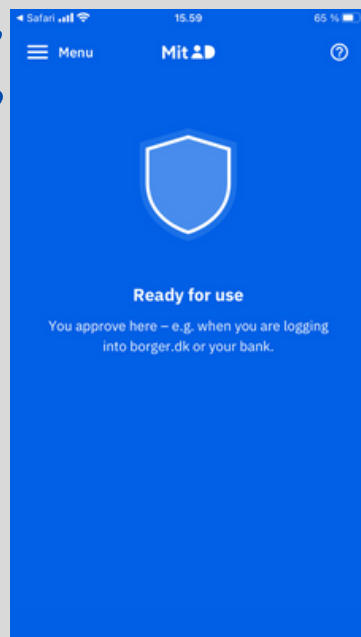 Safari 15.59 65 %
Menu MitID
Ready for use
You approve here – e.g. when you are logging
into borger.dk or your bank.